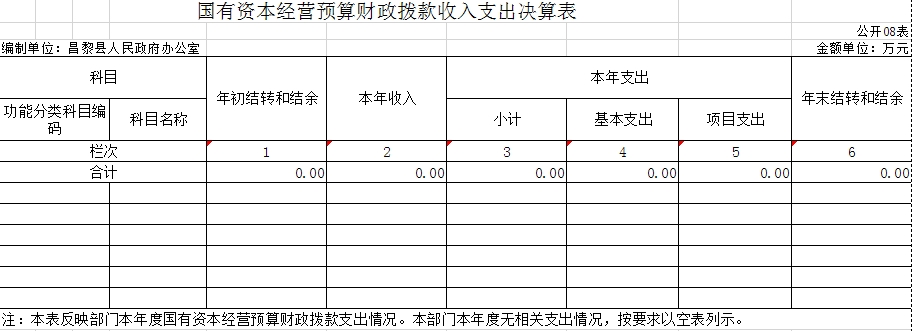 国有资本经营预算财政拨款收入支出决算表
公开08表
编制单位：昌黎县人民政府办公室 金额单位：万元
科目 年初结转和结余 本年收入 本年支出 年末结转和结余
功能分类科目编码 科目名称 小计 基本支出 项目支出
栏次 1 2 3 4 5 6
合计 0.00 0.00 0.00 0.00 0.00 0.00
注：本表反映部门本年度国有资本经营预算财政拨款支出情况。本部门本年度无相关支出情况，按要求以空表列示。